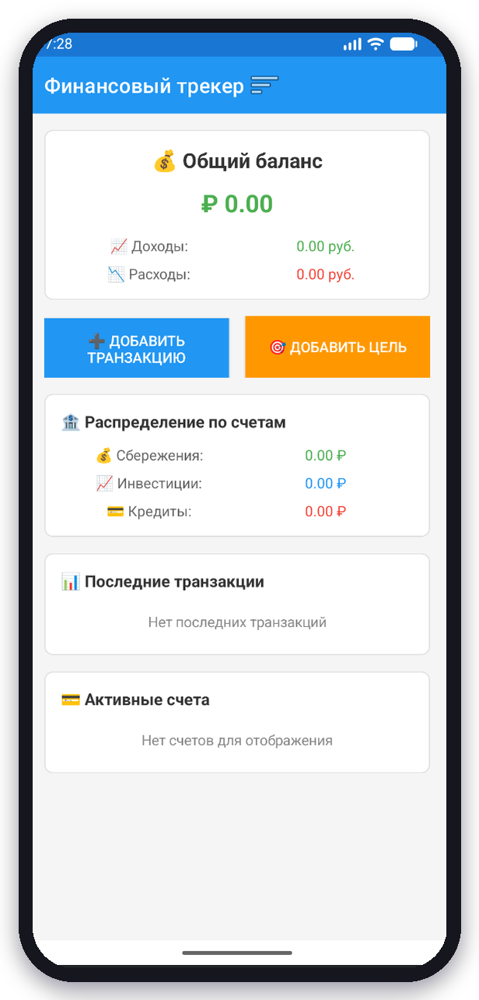 7:28
Финансовый трекер
💰 Общий баланс
₽ 0.00
📈 Доходы: 0.00 руб.
📉 Расходы: 0.00 руб.
➕ ДОБАВИТЬ
ТРАНЗАКЦИЮ
🎯 ДОБАВИТЬ ЦЕЛЬ
🏦 Распределение по счетам
💰 Сбережения: 0.00 ₽
📈 Инвестиции: 0.00 ₽
💳 Кредиты: 0.00 ₽
📊 Последние транзакции
Нет последних транзакций
💳 Активные счета
Нет счетов для отображения